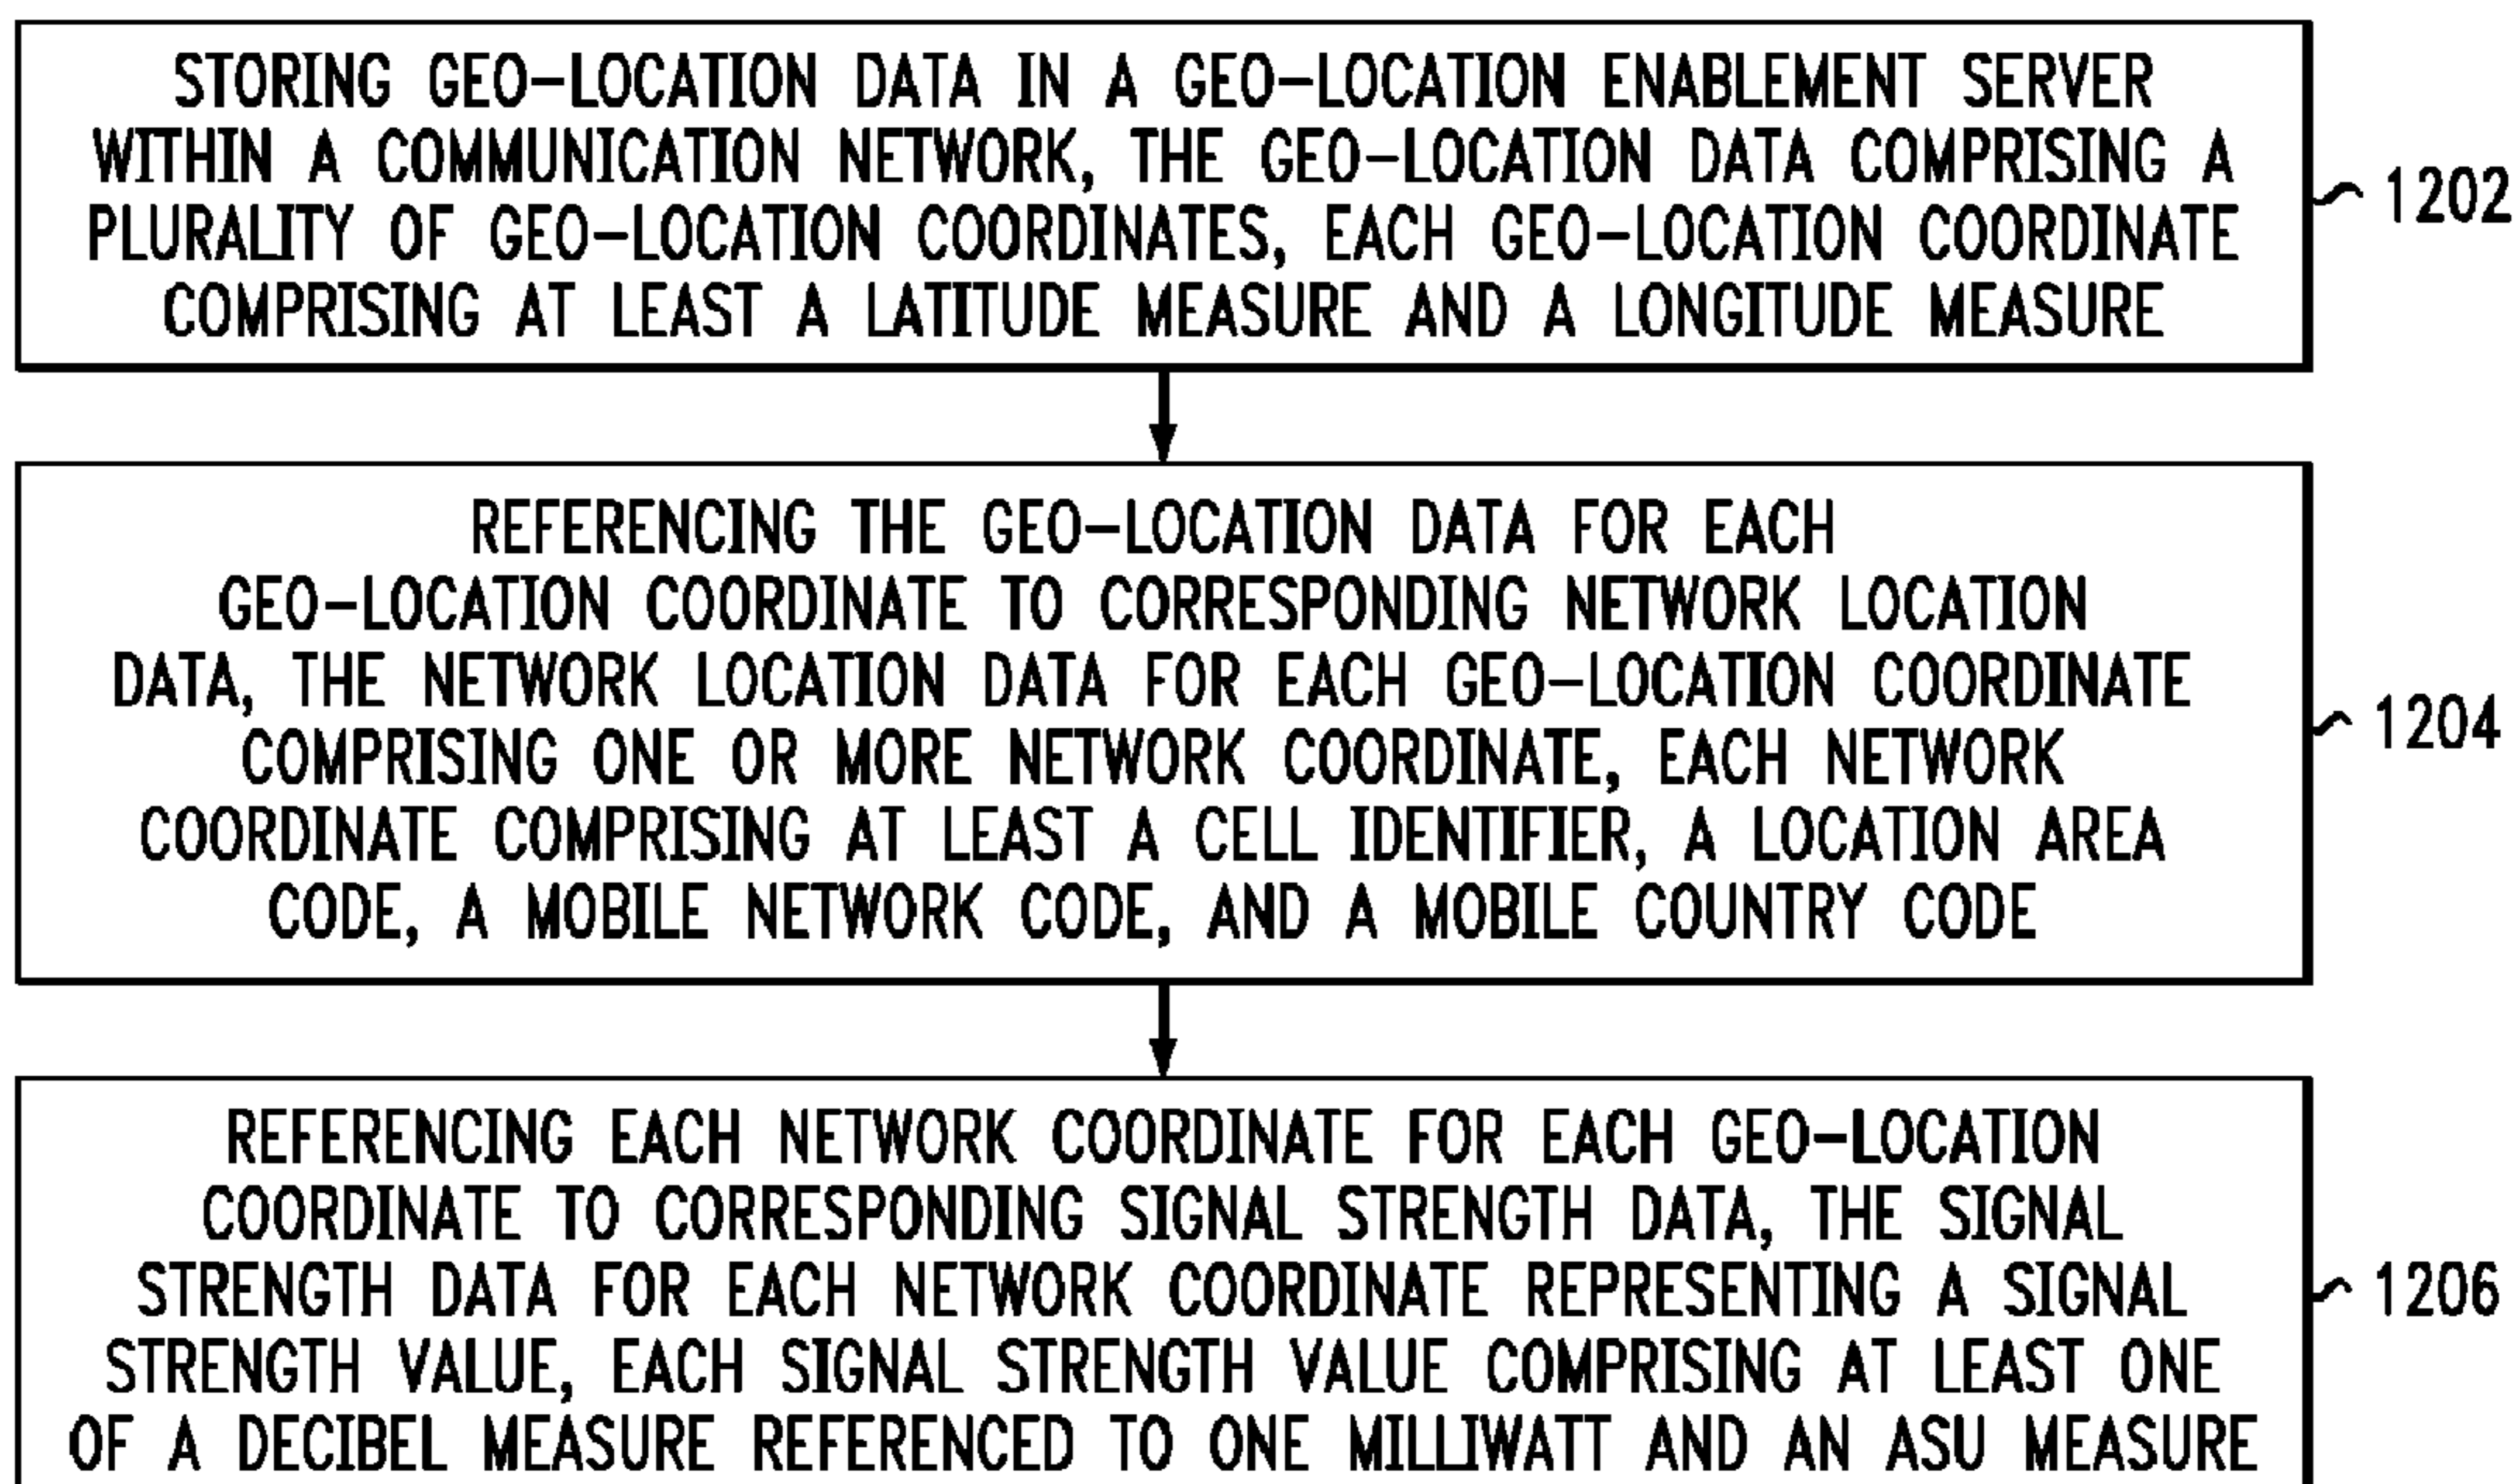 STORING GEO-LOCATION DATA IN A GEO-LOCATION ENABLEMENT SERVER
WITHIN A COMMUNICATION NETWORK, THE GEO-LOCATION DATA COMPRISING A
PLURALITY OF GEO-LOCATION COORDINATES, EACH GEO-LOCATION COORDINATE
COMPRISING AT LEAST A LATITUDE MEASURE AND A LONGITUDE MEASURE
1202
REFERENCING THE GEO-LOCATION DATA FOR EACH
GEO-LOCATION COORDINATE TO CORRESPONDING NETWORK LOCATION
DATA, THE NETWORK LOCATION DATA FOR EACH GEO-LOCATION COORDINATE
COMPRISING ONE OR MORE NETWORK COORDINATE, EACH NETWORK
COORDINATE COMPRISING AT LEAST A CELL IDENTIFIER, A LOCATION AREA
CODE, A MOBILE NETWORK CODE, AND A MOBILE COUNTRY CODE
1204
REFERENCING EACH NETWORK COORDINATE FOR EACH GEO-LOCATION
COORDINATE TO CORRESPONDING SIGNAL STRENGTH DATA, THE SIGNAL
STRENGTH DATA FOR EACH NETWORK COORDINATE REPRESENTING A SIGNAL
STRENGTH VALUE, EACH SIGNAL STRENGTH VALUE COMPRISING AT LEAST ONE
OF A DECIBEL MEASURE REFERENCED TO ONE MILLIWATT AND AN ASU MEASURE
1206